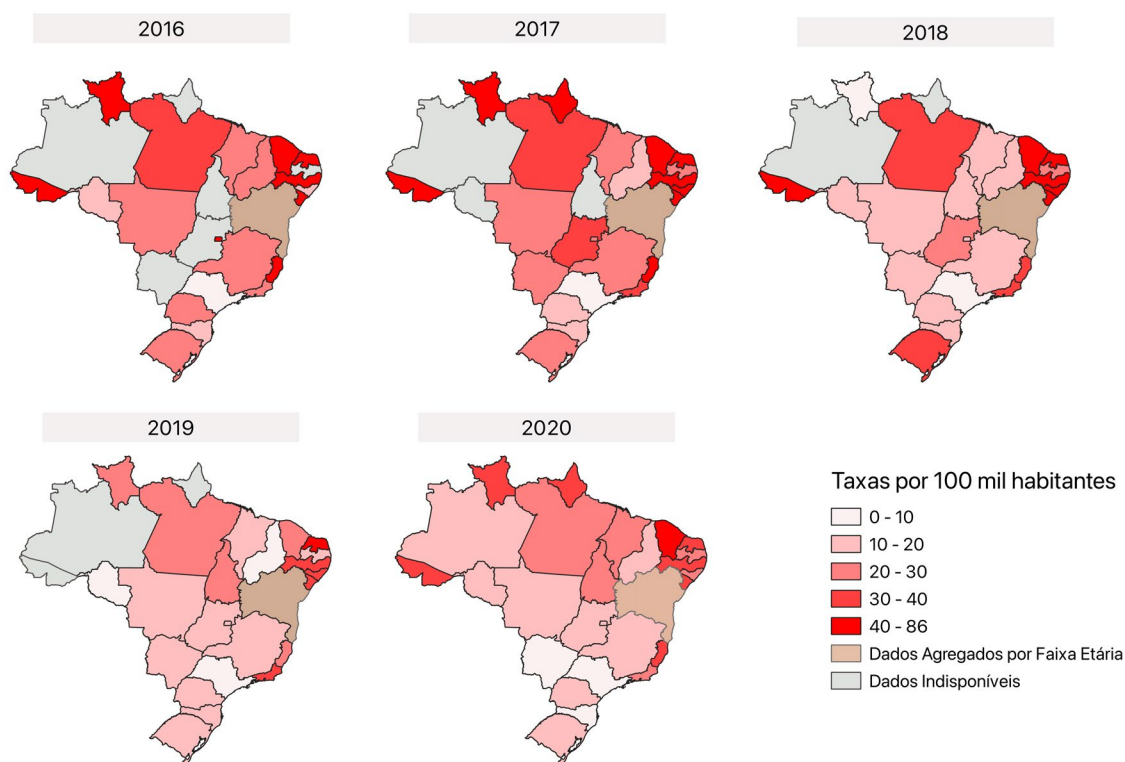 2016
2017
2018
2019
2020
Taxas por 100 mil habitantes
0 - 10
10 - 20
20 - 30
30 - 40
40 - 86
Dados Agregados por Faixa Etária
Dados Indisponíveis